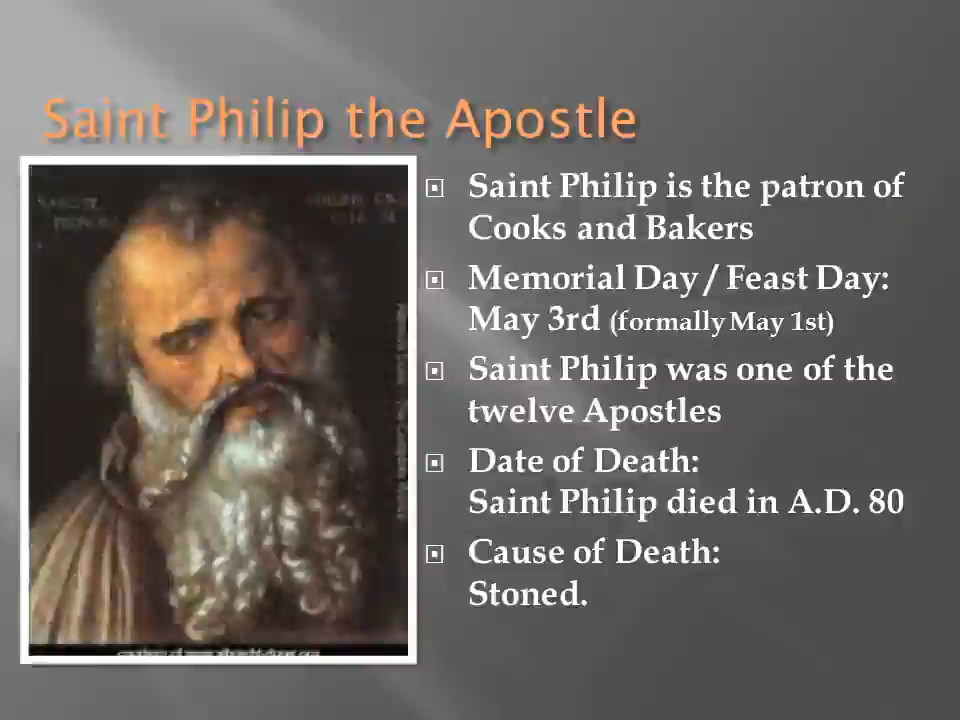 Saint Philip the Apostle
Saint Philip is the patron of
Cooks and Bakers
Memorial Day / Feast Day:
May 3rd (formally May 1st)
Saint Philip was one of the
twelve Apostles
Date of Death:
Saint Philip died in A.D. 80
Cause of Death:
Stoned.